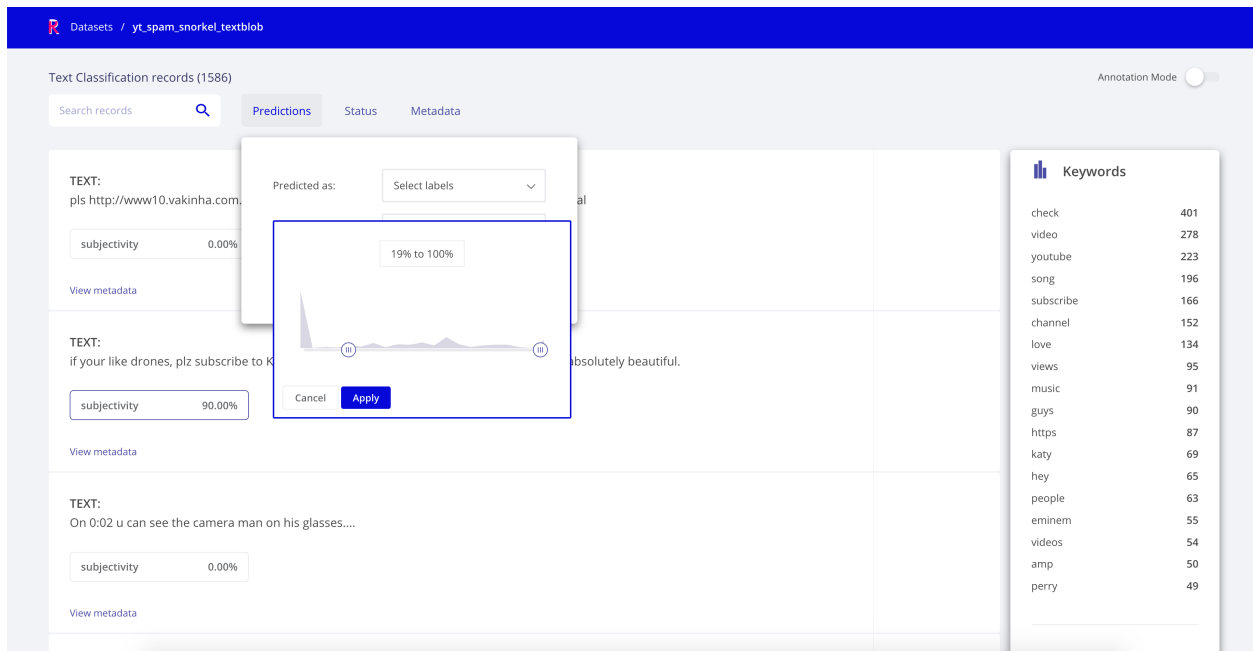 R Datasets / yt_spam_snorkel_textblob
Text Classification records (1586)
Annotation Mode
Search records
Predictions Status Metadata
Predicted as: Select labels
19% to 100%
Cancel Apply
TEXT:
pls http://www10.vakinha.com. al
subjectivity 0.00%
View metadata
TEXT:
if your like drones, plz subscribe to K absolutely beautiful.
subjectivity 90.00%
View metadata
TEXT:
On 0:02 u can see the camera man on his glasses....
subjectivity 0.00%
View metadata
Keywords
check 401
video 278
youtube 223
song 196
subscribe 166
channel 152
love 134
views 95
music 91
guys 90
https 87
katy 69
hey 65
people 63
eminem 55
videos 54
amp 50
perry 49